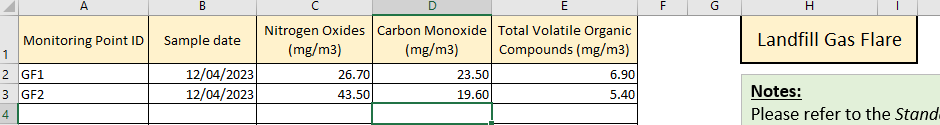 A B C D E F G H I
1 Monitoring Point ID Sample date Nitrogen Oxides (mg/m3) Carbon Monoxide (mg/m3) Total Volatile Organic Compounds (mg/m3) Landfill Gas Flare
2 GF1 12/04/2023 26.70 23.50 6.90
3 GF2 12/04/2023 43.50 19.60 5.40 Notes:
4 Please refer to the